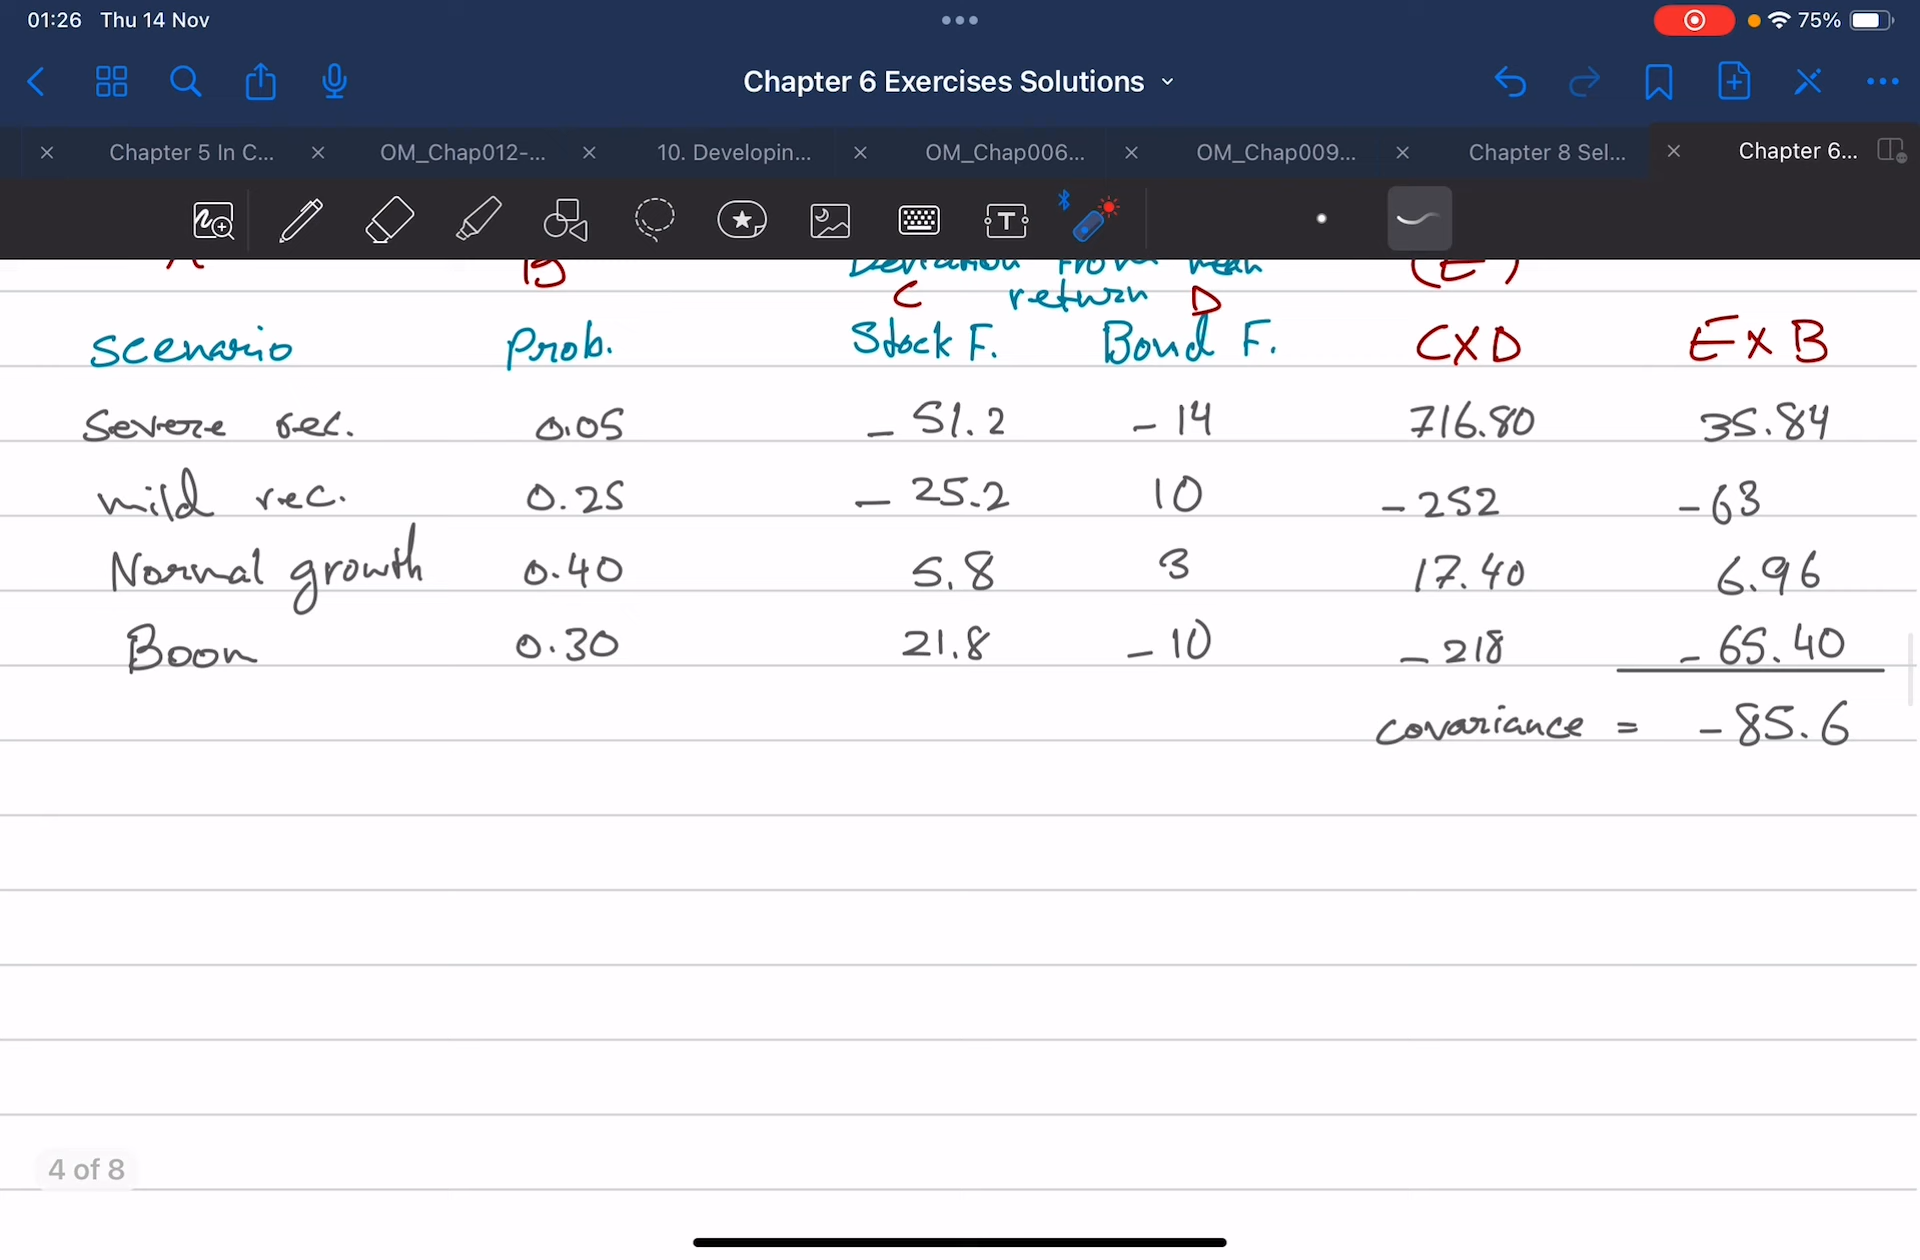 01:26 Thu 14 Nov 75%
Chapter 6 Exercises Solutions
Chapter 5 In C... OM_Chap012-... 10. Developin... OM_Chap006... OM_Chap009... Chapter 8 Sel... Chapter 6...
Deviation from mean (E)
C return D
Scenario Prob. Stock F. Bond F. CXD EXB
Severe rec. 0.05 - 51.2 - 14 716.80 35.84
mild rec. 0.25 - 25.2 10 - 252 - 63
Normal growth 0.40 5.8 3 17.40 6.96
Boom 0.30 21.8 - 10 - 218 - 65.40
covariance = - 85.6
4 of 8